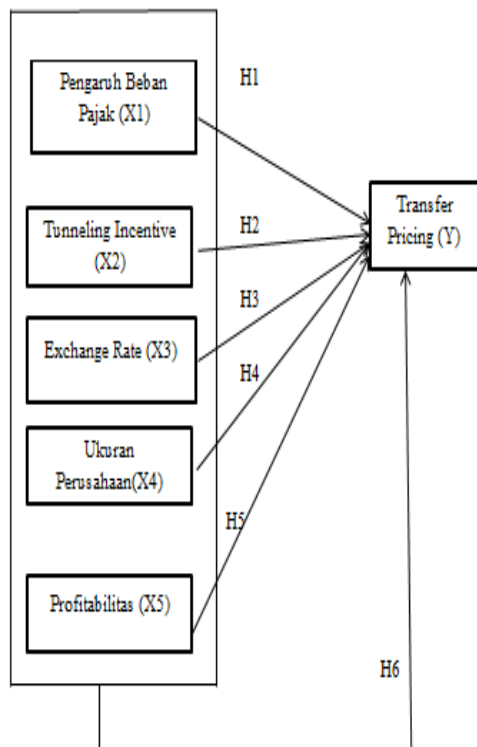 Pengaruh Beban
Pajak (X1)
H1
Transfer
Pricing (Y)
Tunneling Incentive
(X2)
H2
H3
Exchange Rate (X3)
H4
Ukuran
Perusahaan(X4)
H5
Profitabilitas (X5)
H6